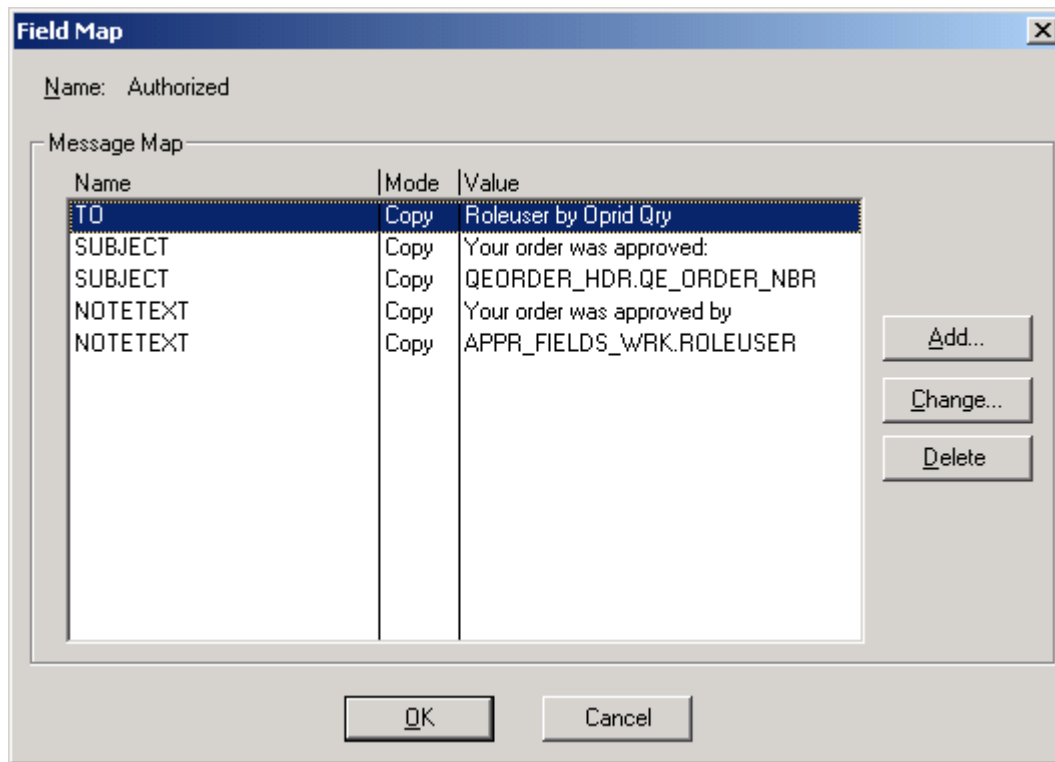 Field Map
Name: Authorized
Message Map
Name Mode Value
TO Copy Roleuser by Oprid Qry
SUBJECT Copy Your order was approved:
SUBJECT Copy QEORDER_HDR.QE_ORDER_NBR
NOTETEXT Copy Your order was approved by
NOTETEXT Copy APPR_FIELDS_WRK.ROLEUSER
Add...
Change...
Delete
OK Cancel